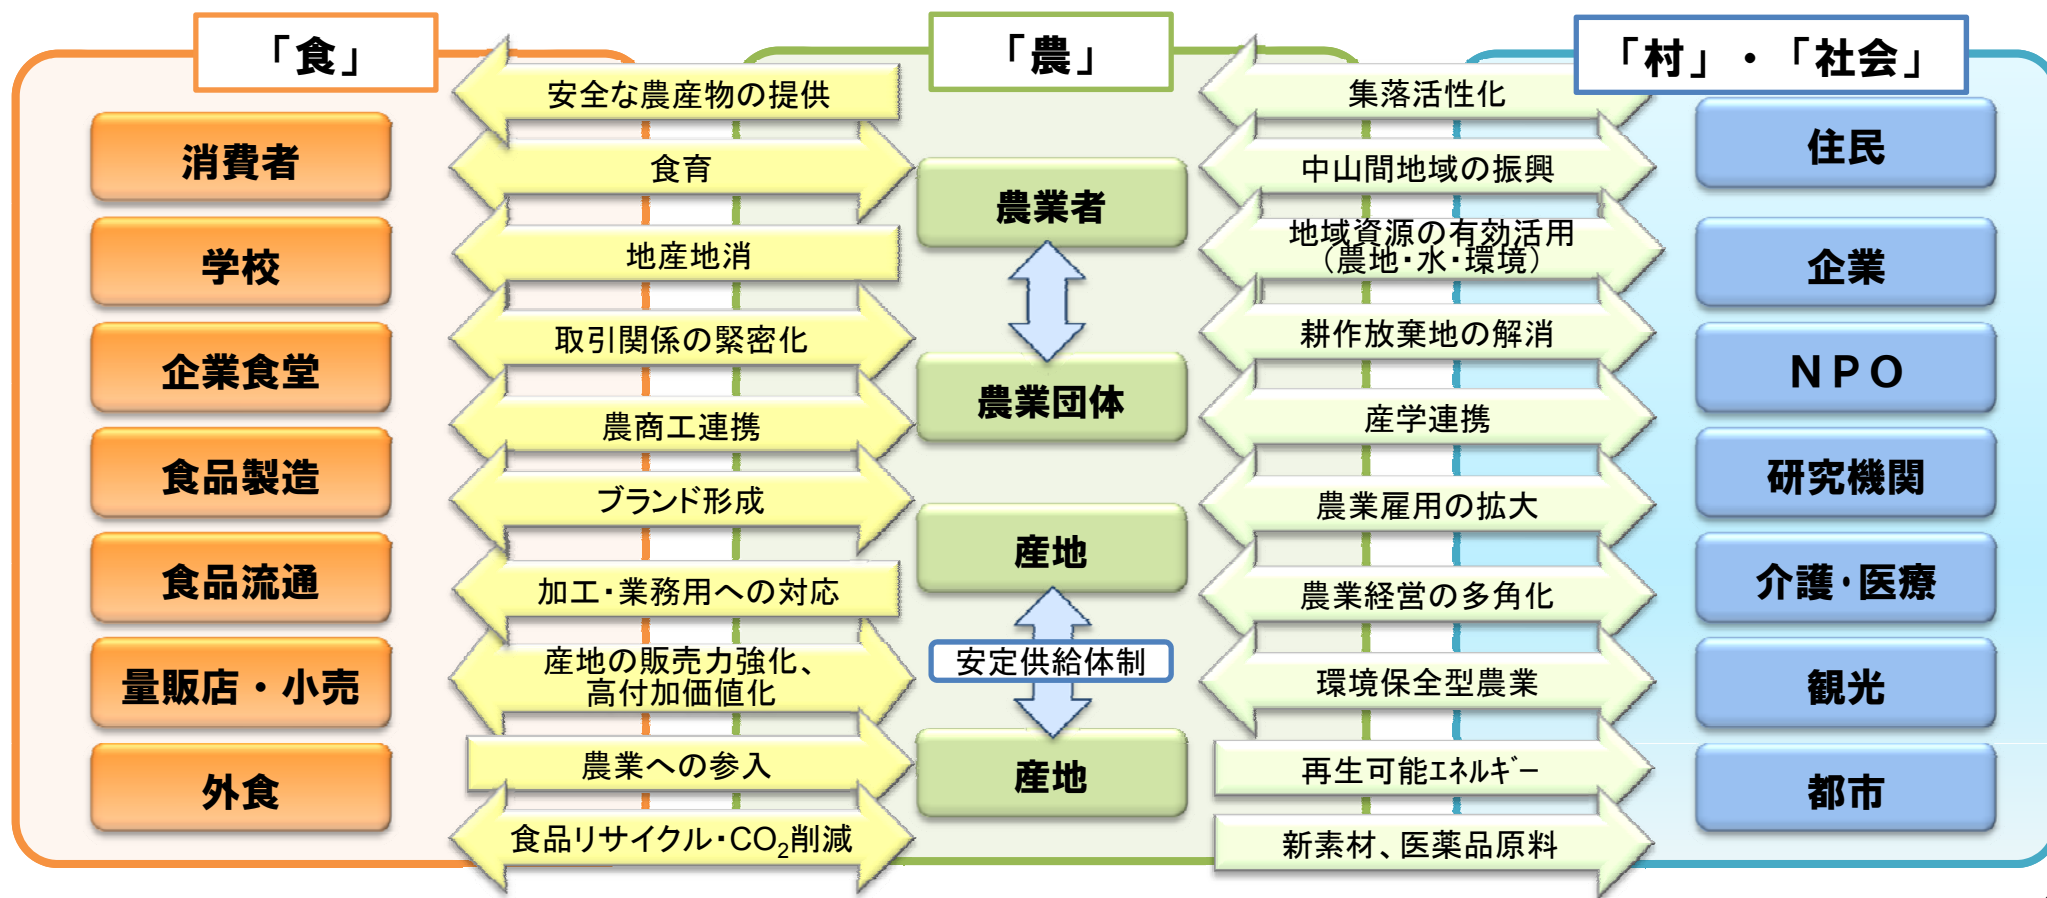 「食」
消費者
学校
企業食堂
食品製造
食品流通
量販店・小売
外食
安全な農産物の提供
食育
地産地消
取引関係の緊密化
農商工連携
ブランド形成
加工・業務用への対応
産地の販売力強化、
高付加価値化
農業への参入
食品リサイクル・CO₂削減
「農」
農業者
農業団体
産地
安定供給体制
産地
集落活性化
中山間地域の振興
地域資源の有効活用
（農地・水・環境）
耕作放棄地の解消
産学連携
農業雇用の拡大
農業経営の多角化
環境保全型農業
再生可能ｴﾈﾙｷﾞｰ
新素材、医薬品原料
「村」・「社会」
住民
企業
ＮＰＯ
研究機関
介護・医療
観光
都市